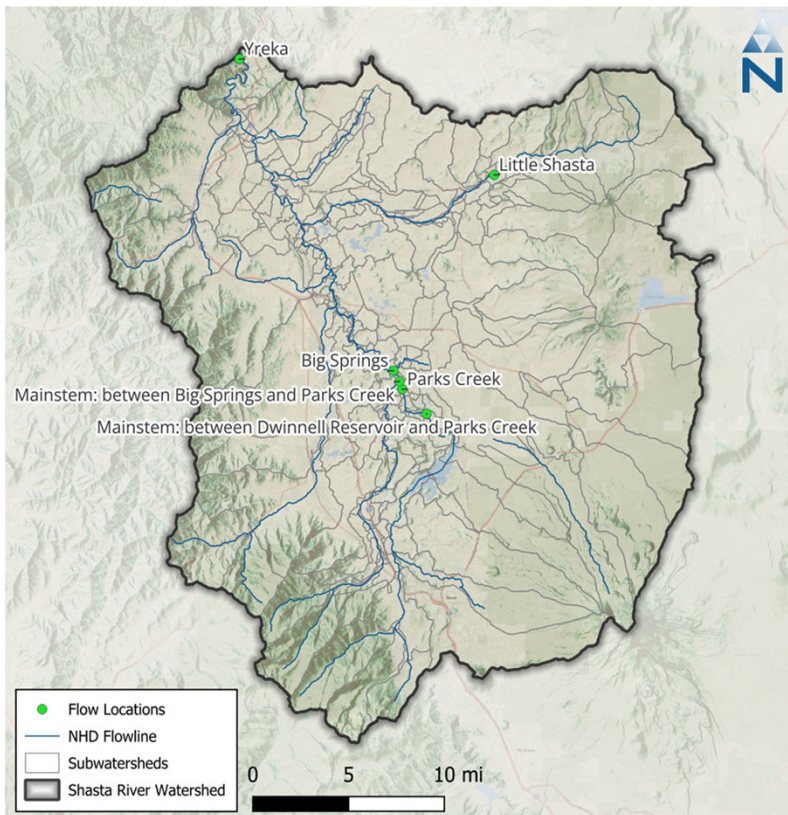 Yreka
N
Little Shasta
Big Springs
Parks Creek
Mainstem: between Big Springs and Parks Creek
Mainstem: between Dwinnell Reservoir and Parks Creek
Flow Locations
NHD Flowline
Subwatersheds
Shasta River Watershed
0 5 10 mi